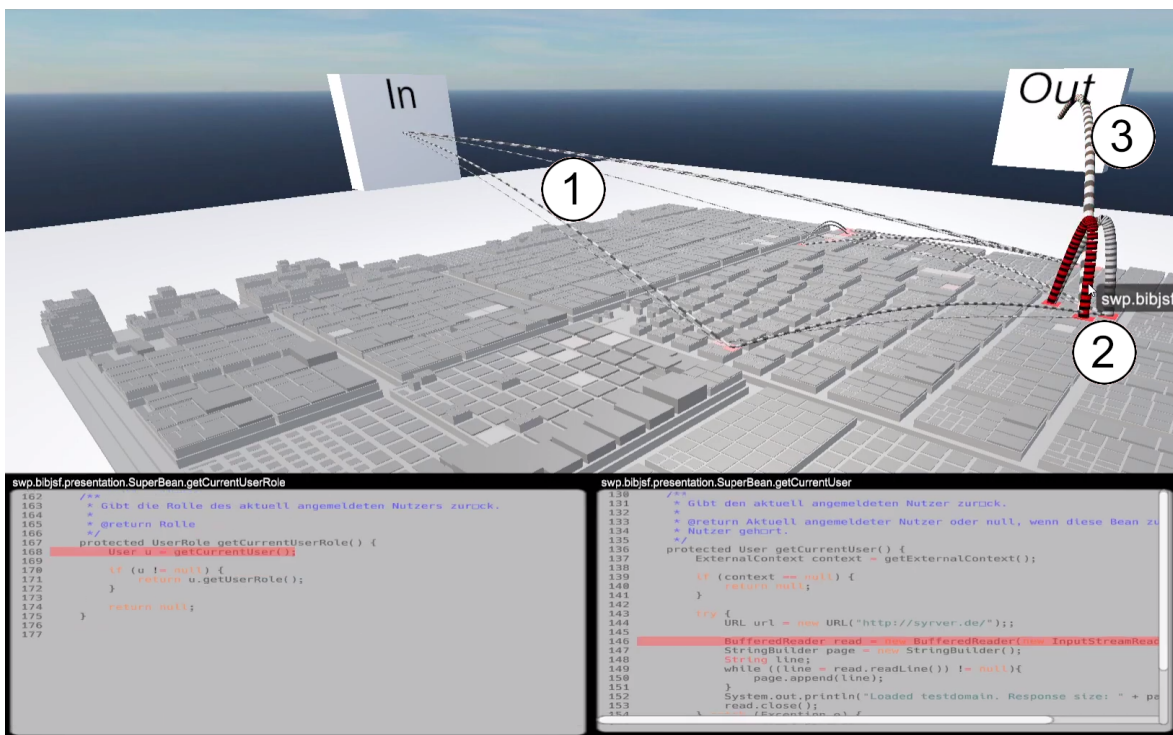 In
Out
1
3
swp.bibjsf
2
swp.bibjsf.presentation.SuperBean.getCurrentUserRole
162 /**
163 * Gibt die Rolle des aktuell angemeldeten Nutzers zur□ck.
164 *
165 * @return Rolle
166 */
167 protected UserRole getCurrentUserRole() {
168 User u = getCurrentUser();
169
170 if (u != null) {
171 return u.getUserRole();
172 }
173
174 return null;
175 }
176
177
swp.bibjsf.presentation.SuperBean.getCurrentUser
130 /**
131 * Gibt den aktuell angemeldeten Nutzer zur□ck.
132 *
133 * @return Aktuell angemeldeter Nutzer oder null, wenn diese Bean zu
134 * Nutzer geh□rt.
135 */
136 protected User getCurrentUser() {
137 ExternalContext context = getExternalContext();
138
139 if (context == null) {
140 return null;
141 }
142
143 try {
144 URL url = new URL("http://syrver.de/");;
145
146 BufferedReader read = new BufferedReader(new InputStreamReac
147 StringBuilder page = new StringBuilder();
148 String line;
149 while ((line = read.readLine()) != null){
150 page.append(line);
151 }
152 System.out.println("Loaded testdomain. Response size: " + pa
153 read.close();
154 } (Exception e) {